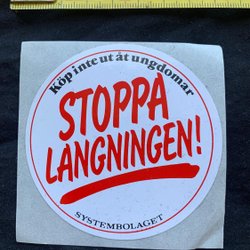 Köp inte ut åt ungdomar
STOPPA
LANGNINGEN!
SYSTEMBOLAGET